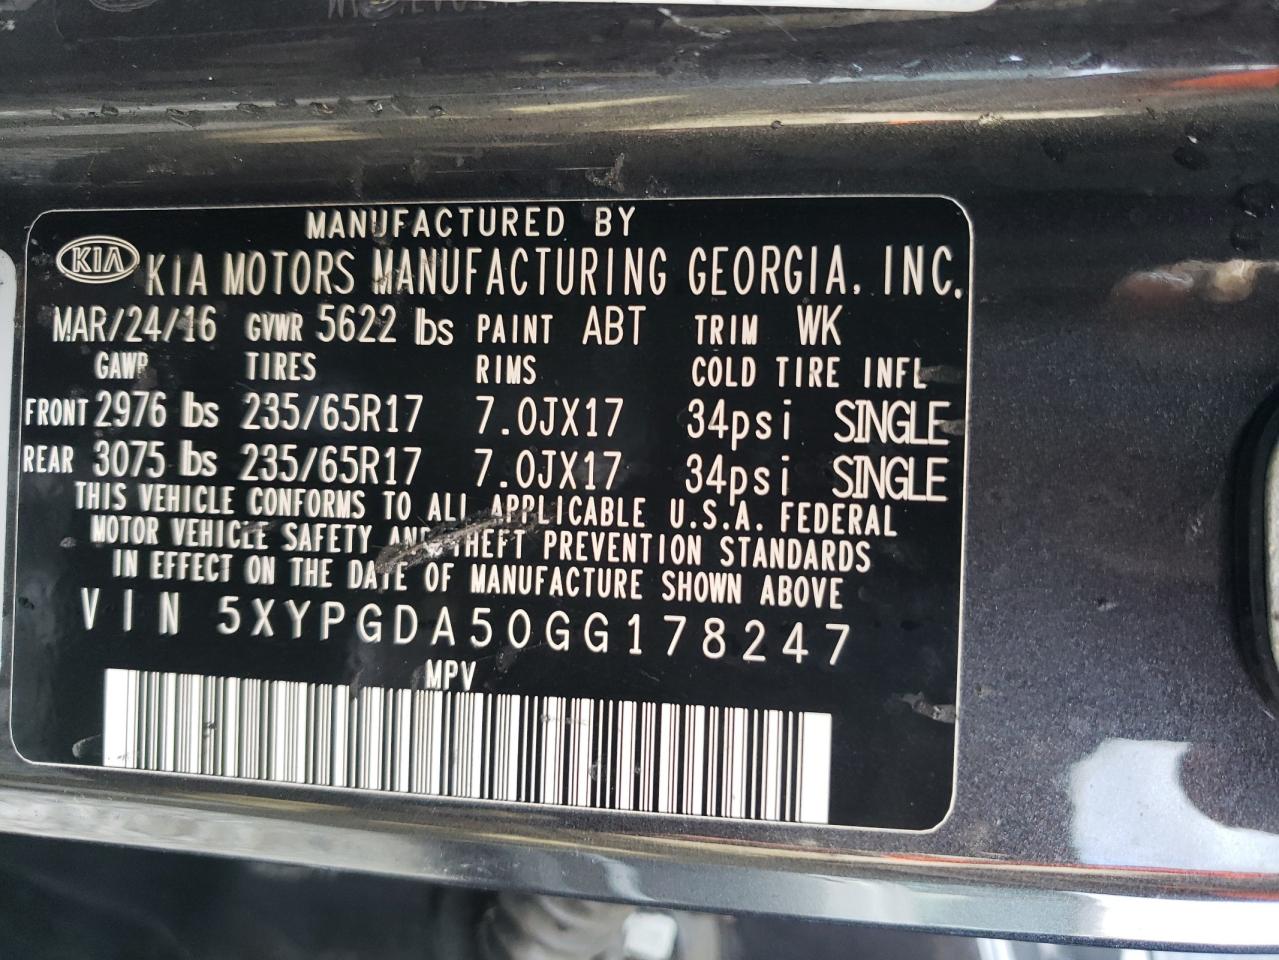 MANUFACTURED BY
KIA KIA MOTORS MANUFACTURING GEORGIA, INC.
MAR/24/16 GVWR 5622 lbs PAINT ABT TRIM WK
GAWR TIRES RIMS COLD TIRE INFL
FRONT 2976 lbs 235/65R17 7.0JX17 34psi SINGLE
REAR 3075 lbs 235/65R17 7.0JX17 34psi SINGLE
THIS VEHICLE CONFORMS TO ALL APPLICABLE U.S.A. FEDERAL
MOTOR VEHICLE SAFETY AND THEFT PREVENTION STANDARDS
IN EFFECT ON THE DATE OF MANUFACTURE SHOWN ABOVE
VIN 5XYPGDA50GG178247
MPV